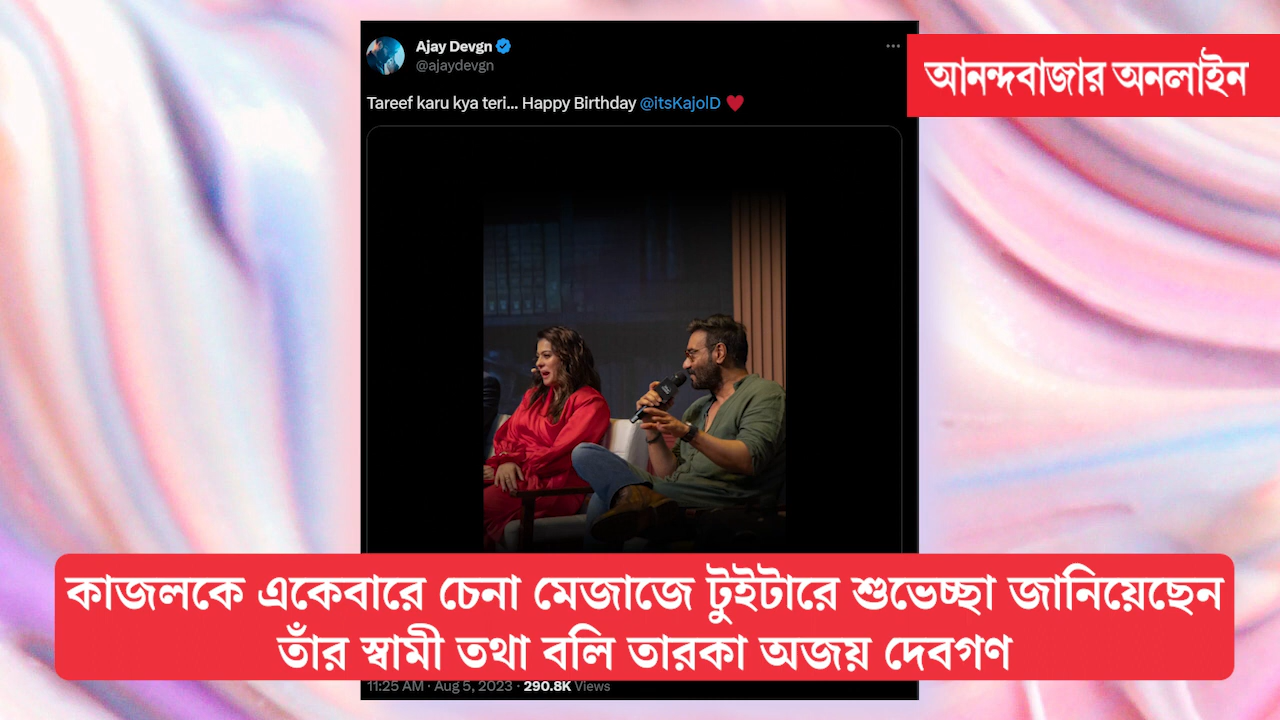 Ajay Devgn
@ajaydevgn
আনন্দবাজার অনলাইন
Tareef karu kya teri... Happy Birthday @itsKajolD ♥
কাজলকে একেবারে চেনা মেজাজে টুইটারে শুভেচ্ছা জানিয়েছেন
তাঁর স্বামী তথা বলি তারকা অজয় দেবগণ
11:25 AM · Aug 5, 2023 · 290.8K Views